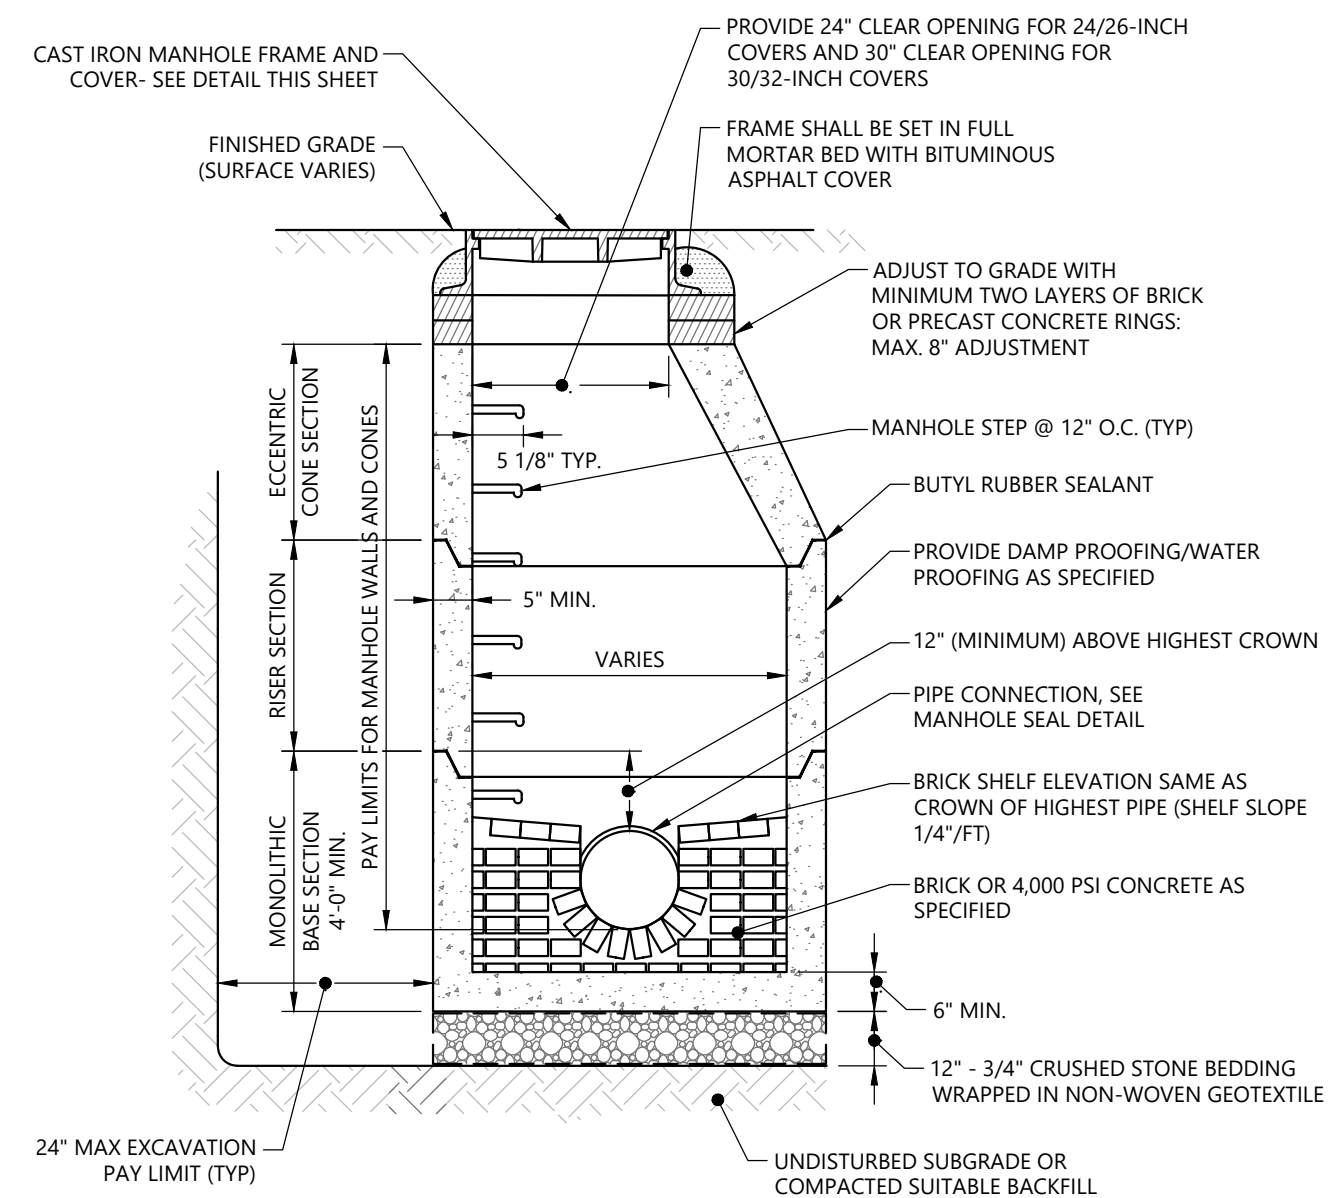 PROVIDE 24" CLEAR OPENING FOR 24/26-INCH
COVERS AND 30" CLEAR OPENING FOR
30/32-INCH COVERS
CAST IRON MANHOLE FRAME AND
COVER- SEE DETAIL THIS SHEET
FRAME SHALL BE SET IN FULL
MORTAR BED WITH BITUMINOUS
ASPHALT COVER
FINISHED GRADE
(SURFACE VARIES)
ADJUST TO GRADE WITH
MINIMUM TWO LAYERS OF BRICK
OR PRECAST CONCRETE RINGS:
MAX. 8" ADJUSTMENT
ECCENTRIC
CONE SECTION
PAY LIMITS FOR MANHOLE WALLS AND CONES
MANHOLE STEP @ 12" O.C. (TYP)
5 1/8" TYP.
BUTYL RUBBER SEALANT
PROVIDE DAMP PROOFING/WATER
PROOFING AS SPECIFIED
RISER SECTION
5" MIN.
12" (MINIMUM) ABOVE HIGHEST CROWN
VARIES
PIPE CONNECTION, SEE
MANHOLE SEAL DETAIL
BRICK SHELF ELEVATION SAME AS
CROWN OF HIGHEST PIPE (SHELF SLOPE
1/4"/FT)
MONOLITHIC
BASE SECTION
4'-0" MIN.
BRICK OR 4,000 PSI CONCRETE AS
SPECIFIED
6" MIN.
12" - 3/4" CRUSHED STONE BEDDING
WRAPPED IN NON-WOVEN GEOTEXTILE
24" MAX EXCAVATION
PAY LIMIT (TYP)
UNDISTURBED SUBGRADE OR
COMPACTED SUITABLE BACKFILL